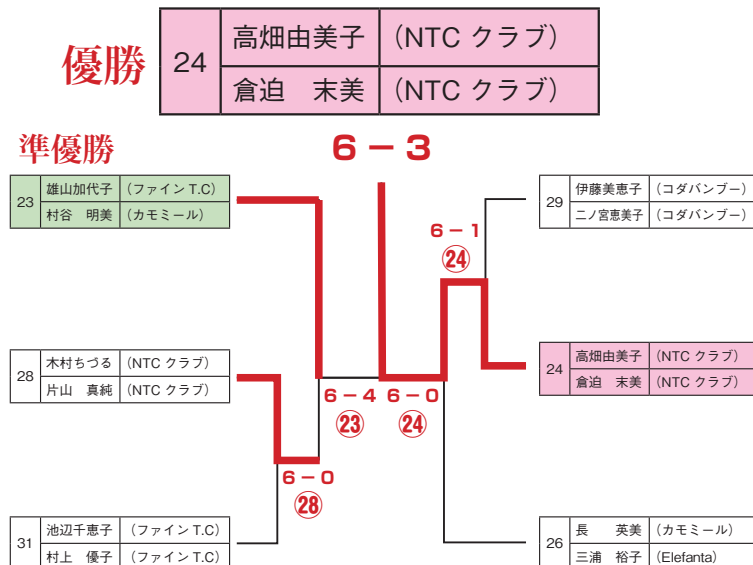 優勝
24
高畑由美子 (NTC クラブ)
倉迫 末美 (NTC クラブ)
準優勝
6－3
23
雄山加代子 (ファイン T.C)
村谷 明美 (カモミール)
29
伊藤美恵子 (コダバンブー)
二ノ宮恵美子 (コダバンブー)
6－1
㉔
28
木村ちづる (NTC クラブ)
片山 真純 (NTC クラブ)
24
高畑由美子 (NTC クラブ)
倉迫 末美 (NTC クラブ)
6－4
㉓
6－0
㉔
6－0
㉘
31
池辺千恵子 (ファイン T.C)
村上 優子 (ファイン T.C)
26
長 英美 (カモミール)
三浦 裕子 (Elefanta)